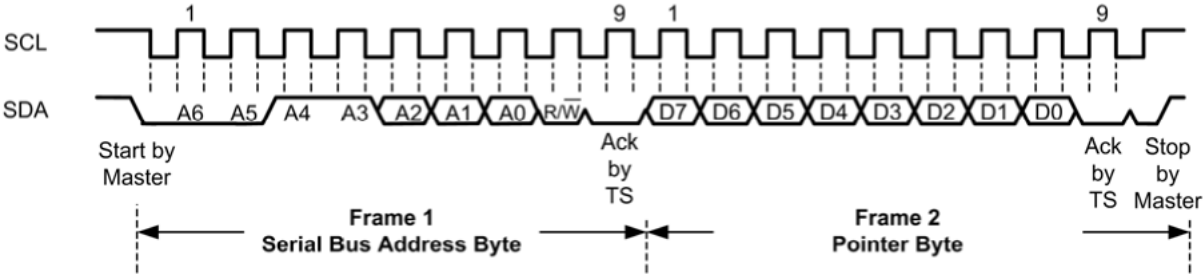 1 9 1 9
SCL
SDA A6 A5 A4 A3 A2 A1 A0 R/W̅ D7 D6 D5 D4 D3 D2 D1 D0
Start by
Master
Ack
by
TS
Ack
by
TS
Stop
by
Master
Frame 1
Serial Bus Address Byte
Frame 2
Pointer Byte